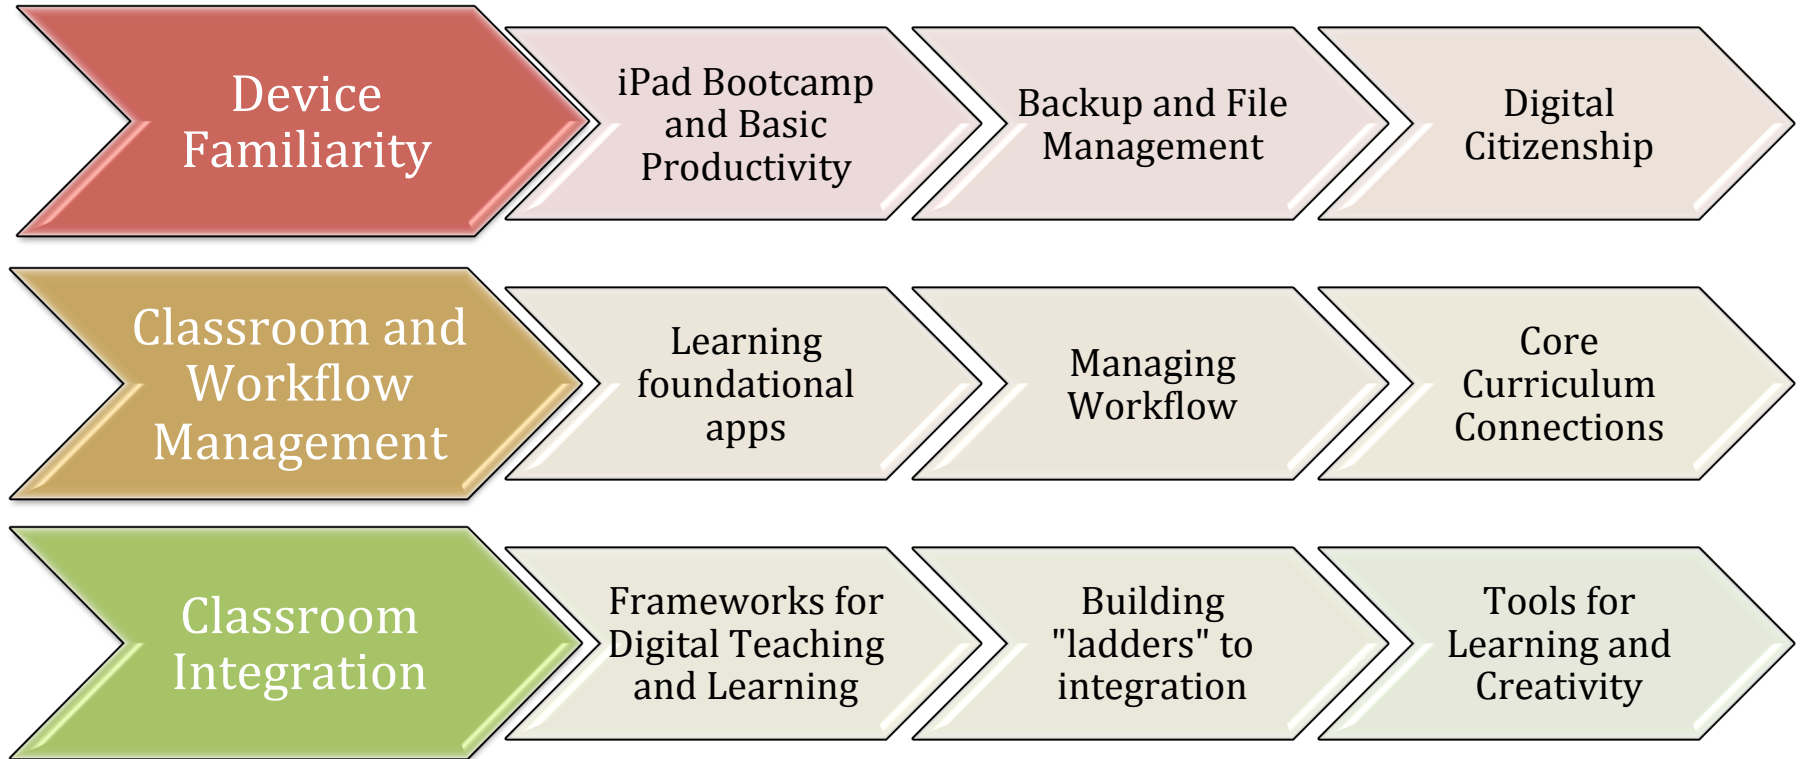 Device
Familiarity
iPad Bootcamp
and Basic
Productivity
Backup and File
Management
Digital
Citizenship
Classroom and
Workflow
Management
Learning
foundational
apps
Managing
Workflow
Core
Curriculum
Connections
Classroom
Integration
Frameworks for
Digital Teaching
and Learning
Building
"ladders" to
integration
Tools for
Learning and
Creativity